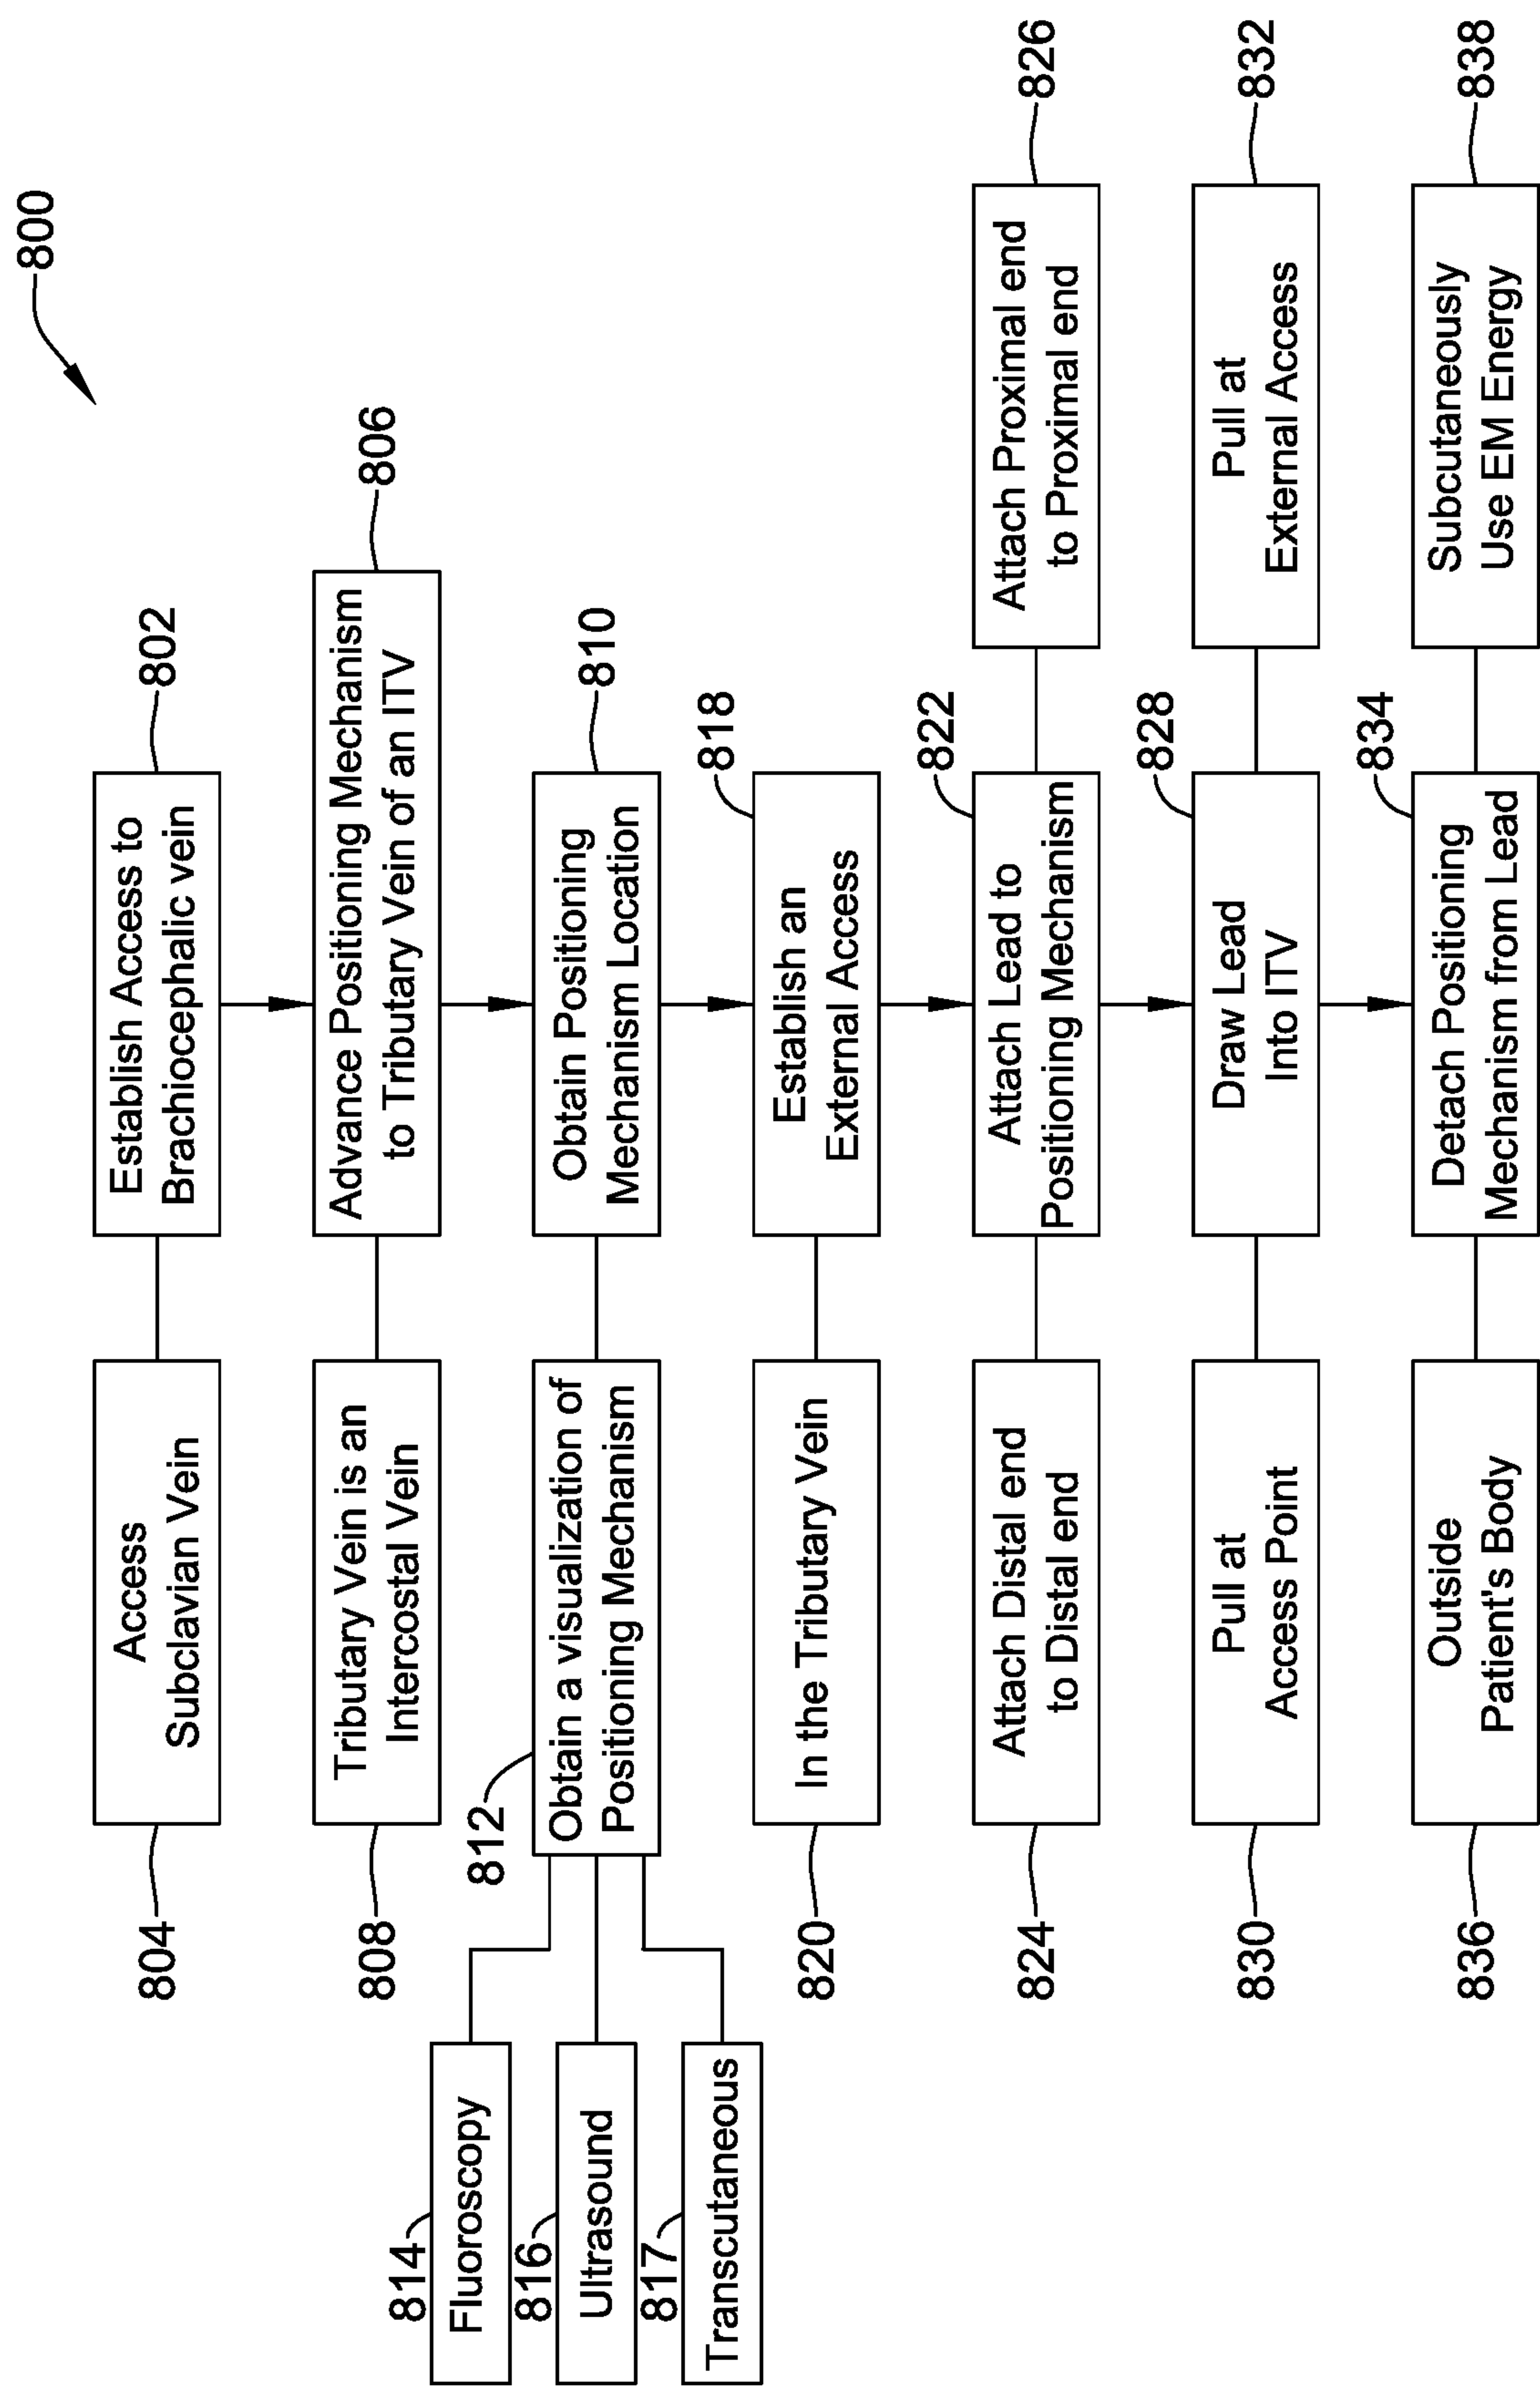 800
Establish Access to
Brachiocephalic vein
802
Access
Subclavian Vein
804
Advance Positioning Mechanism
to Tributary Vein of an ITV
806
Tributary Vein is an
Intercostal Vein
808
Obtain Positioning
Mechanism Location
810
Obtain a visualization of
Positioning Mechanism
812
Fluoroscopy
814
Ultrasound
816
Transcutaneous
817
Establish an
External Access
818
In the Tributary Vein
820
Attach Lead to
Positioning Mechanism
822
Attach Distal end
to Distal end
824
Attach Proximal end
to Proximal end
826
Draw Lead
Into ITV
828
Pull at
Access Point
830
Pull at
External Access
832
Detach Positioning
Mechanism from Lead
834
Outside
Patient's Body
836
Subcutaneously
Use EM Energy
838